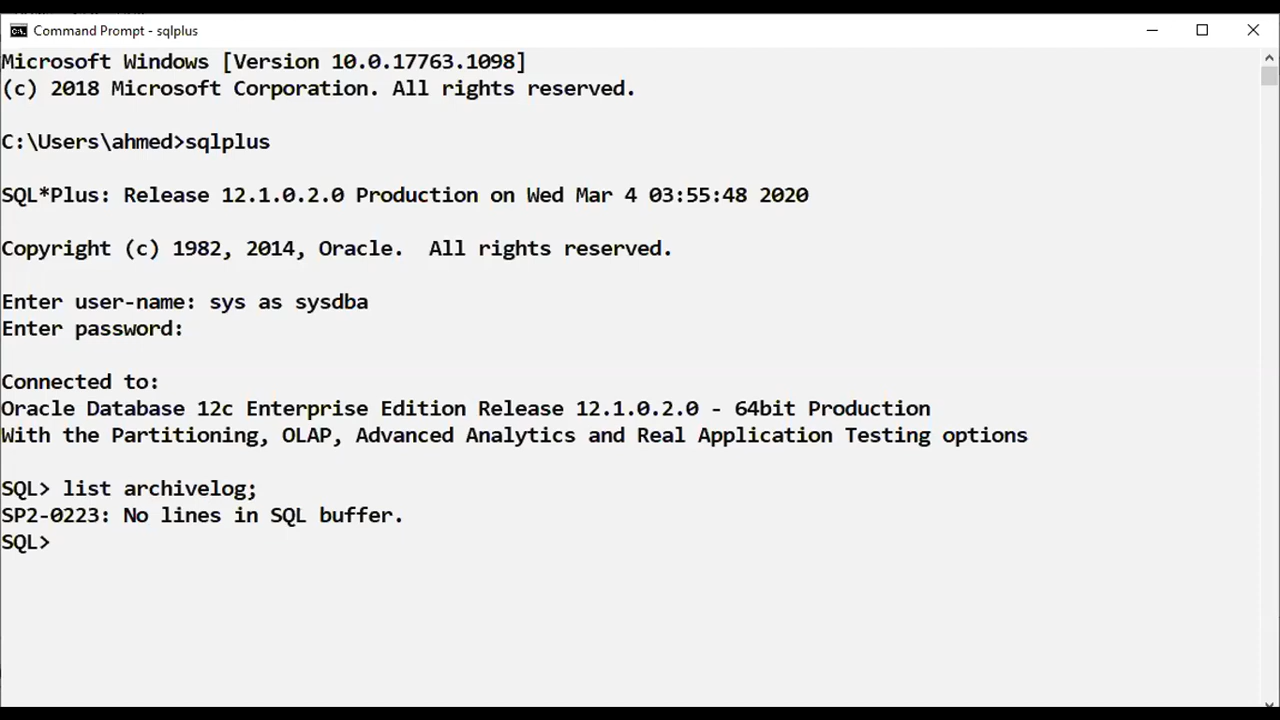 Command Prompt - sqlplus
Microsoft Windows [Version 10.0.17763.1098]
(c) 2018 Microsoft Corporation. All rights reserved.
C:\Users\ahmed>sqlplus
SQL*Plus: Release 12.1.0.2.0 Production on Wed Mar 4 03:55:48 2020
Copyright (c) 1982, 2014, Oracle.  All rights reserved.
Enter user-name: sys as sysdba
Enter password:
Connected to:
Oracle Database 12c Enterprise Edition Release 12.1.0.2.0 - 64bit Production
With the Partitioning, OLAP, Advanced Analytics and Real Application Testing options
SQL> list archivelog;
SP2-0223: No lines in SQL buffer.
SQL>